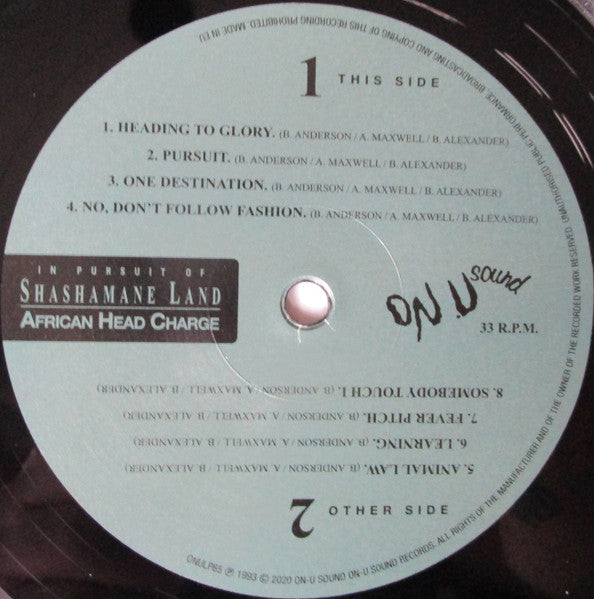 1 THIS SIDE
1. HEADING TO GLORY. (B. ANDERSON / A. MAXWELL / B. ALEXANDER)
2. PURSUIT. (B. ANDERSON / A. MAXWELL / B. ALEXANDER)
3. ONE DESTINATION. (B. ANDERSON / A. MAXWELL / B. ALEXANDER)
4. NO, DON'T FOLLOW FASHION. (B. ANDERSON / A. MAXWELL / B. ALEXANDER)
IN PURSUIT OF
SHASHAMANE LAND
AFRICAN HEAD CHARGE
ON.U sound
33 R.P.M.
2 OTHER SIDE
5. ANIMAL LAW. (B. ANDERSON / A. MAXWELL / B. ALEXANDER)
6. LEARNING. (B. ANDERSON / A. MAXWELL / B. ALEXANDER)
7. FEVER PITCH. (B. ANDERSON / A. MAXWELL / B. ALEXANDER)
8. SOMEBODY TOUCH I. (B. ANDERSON / A. MAXWELL / B. ALEXANDER)
ONULP65 ℗ 1993 © 2020 ON-U SOUND ON-U SOUND RECORDS. ALL RIGHTS OF THE MANUFACTURER AND OF THE OWNER OF THE RECORDED WORK RESERVED. UNAUTHORISED PUBLIC PERFORMANCE, BROADCASTING AND COPYING OF THIS RECORDING PROHIBITED. MADE IN EU.